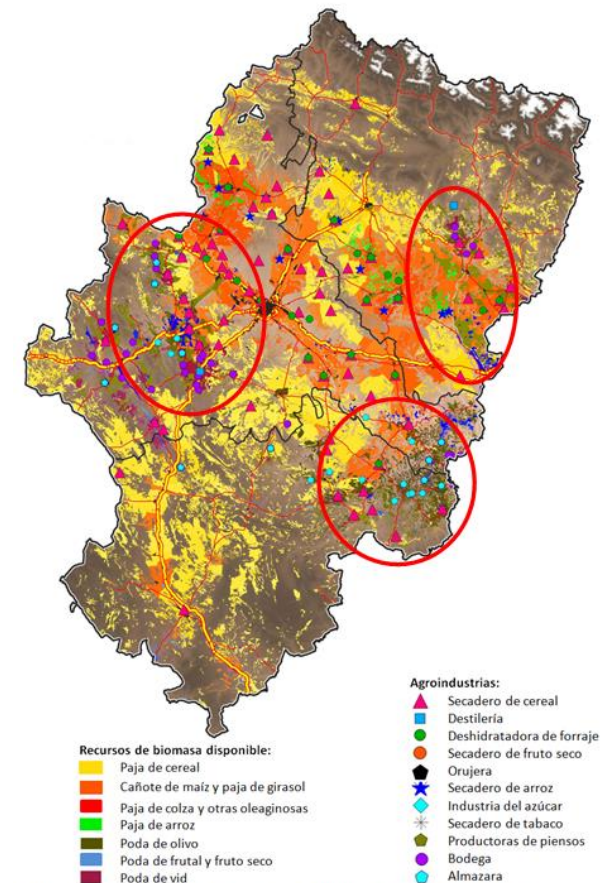 Recursos de biomasa disponible:
Paja de cereal
Cañote de maíz y paja de girasol
Paja de colza y otras oleaginosas
Paja de arroz
Poda de olivo
Poda de frutal y fruto seco
Poda de vid
Agroindustrias:
Secadero de cereal
Destilería
Deshidratadora de forraje
Secadero de fruto seco
Orujera
Secadero de arroz
Industria del azúcar
Secadero de tabaco
Productoras de piensos
Bodega
Almazara